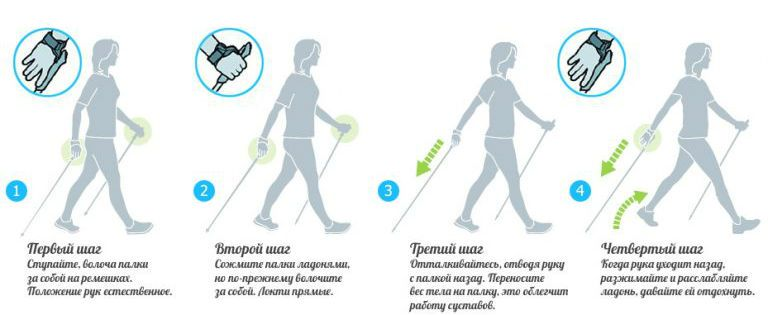 1
Первый шаг
Ступайте, волоча палки
за собой на ремешках.
Положение рук естественное.
2
Второй шаг
Сожмите палки ладонями,
но по-прежнему волочите
за собой. Локти прямые.
3
Третий шаг
Отталкивайтесь, отводя руку
с палкой назад. Переносите
вес тела на палку, это облегчит
работу суставов.
4
Четвертый шаг
Когда рука уходит назад,
разжимайте и расслабляйте
ладонь, давайте ей отдохнуть.